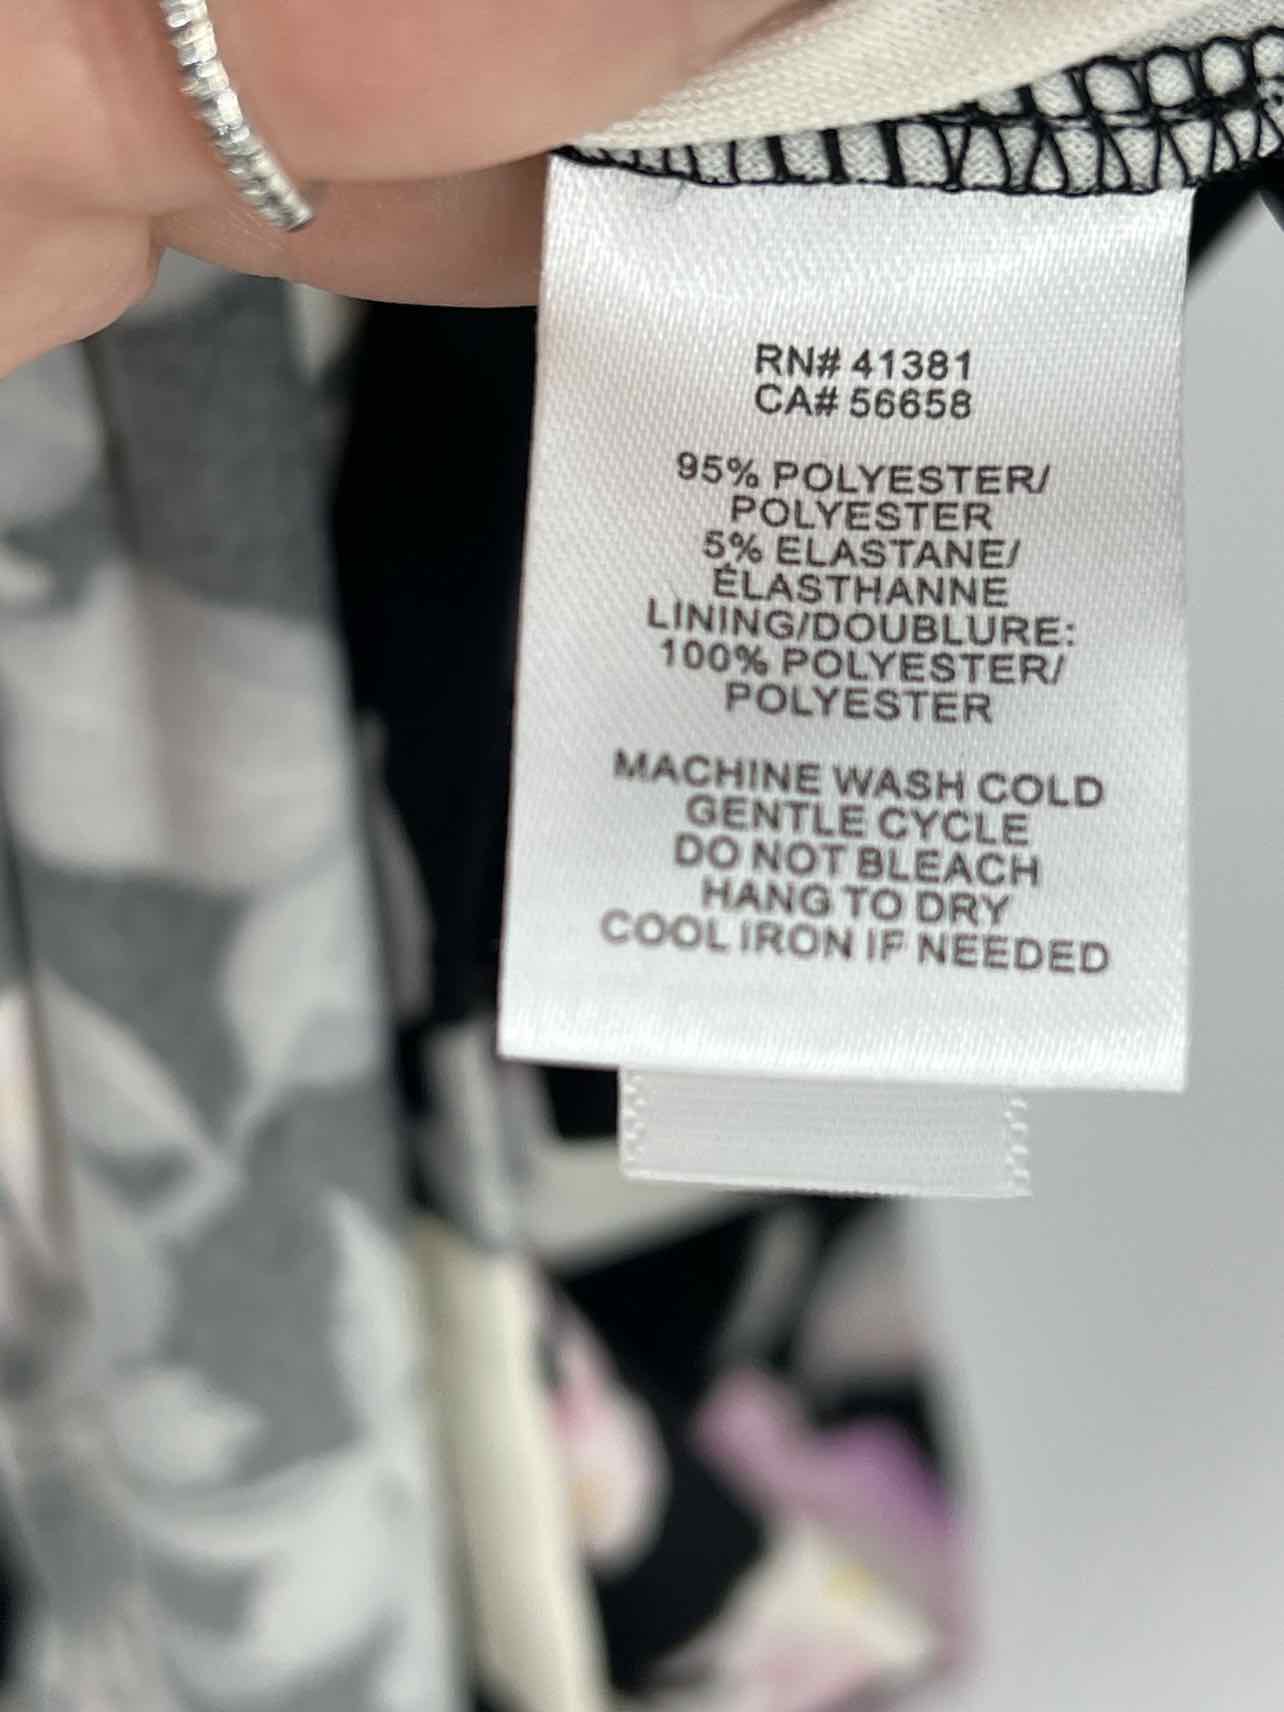 RN# 41381
CA# 56658
95% POLYESTER/
POLYESTER
5% ELASTANE/
ÉLASTHANNE
LINING/DOUBLURE:
100% POLYESTER/
POLYESTER
MACHINE WASH COLD
GENTLE CYCLE
DO NOT BLEACH
HANG TO DRY
COOL IRON IF NEEDED